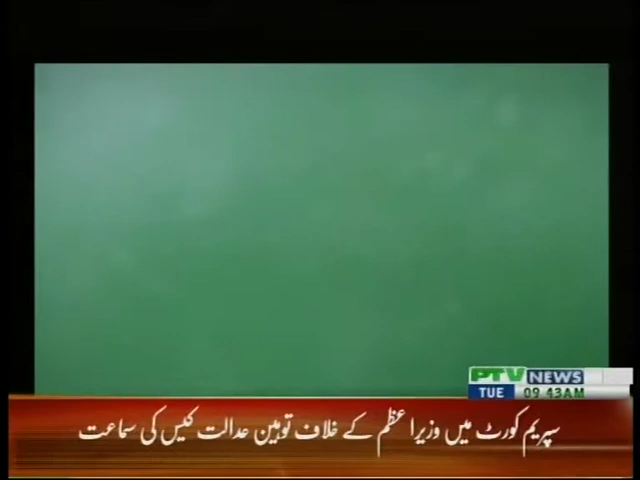 PTV NEWS
TUE 09 43AM
سپریم کورٹ میں وزیراعظم کے خلاف توہین عدالت کیس کی سماعت